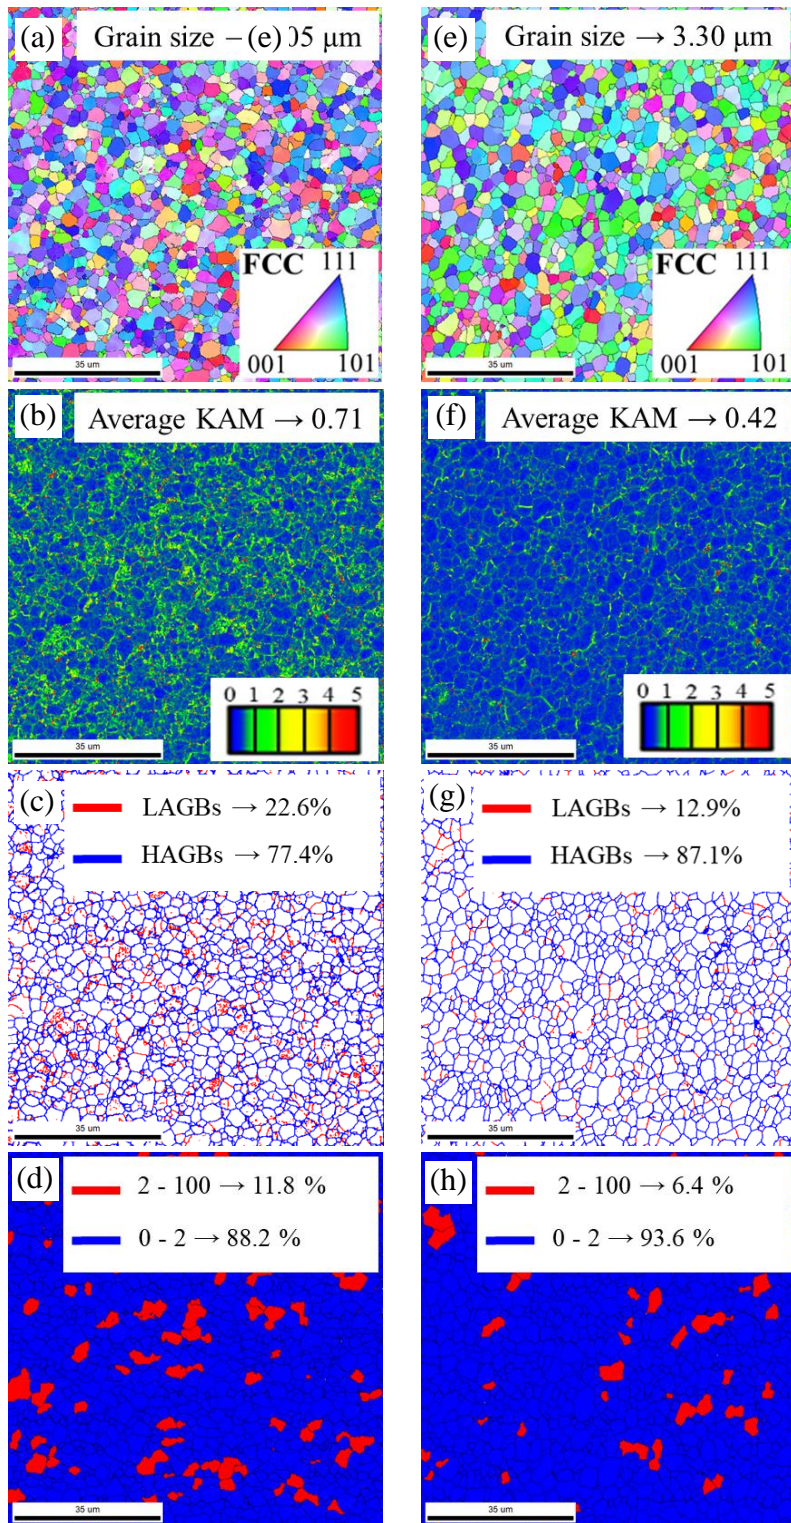 (a) Grain size – (e) 05 μm
FCC 111
001 101
35 um
(e) Grain size → 3.30 μm
FCC 111
001 101
35 um
(b) Average KAM → 0.71
0 1 2 3 4 5
35 um
(f) Average KAM → 0.42
0 1 2 3 4 5
35 um
(c) LAGBs → 22.6%
HAGBs → 77.4%
35 um
(g) LAGBs → 12.9%
HAGBs → 87.1%
35 um
(d) 2 - 100 → 11.8 %
0 - 2 → 88.2 %
35 um
(h) 2 - 100 → 6.4 %
0 - 2 → 93.6 %
35 um